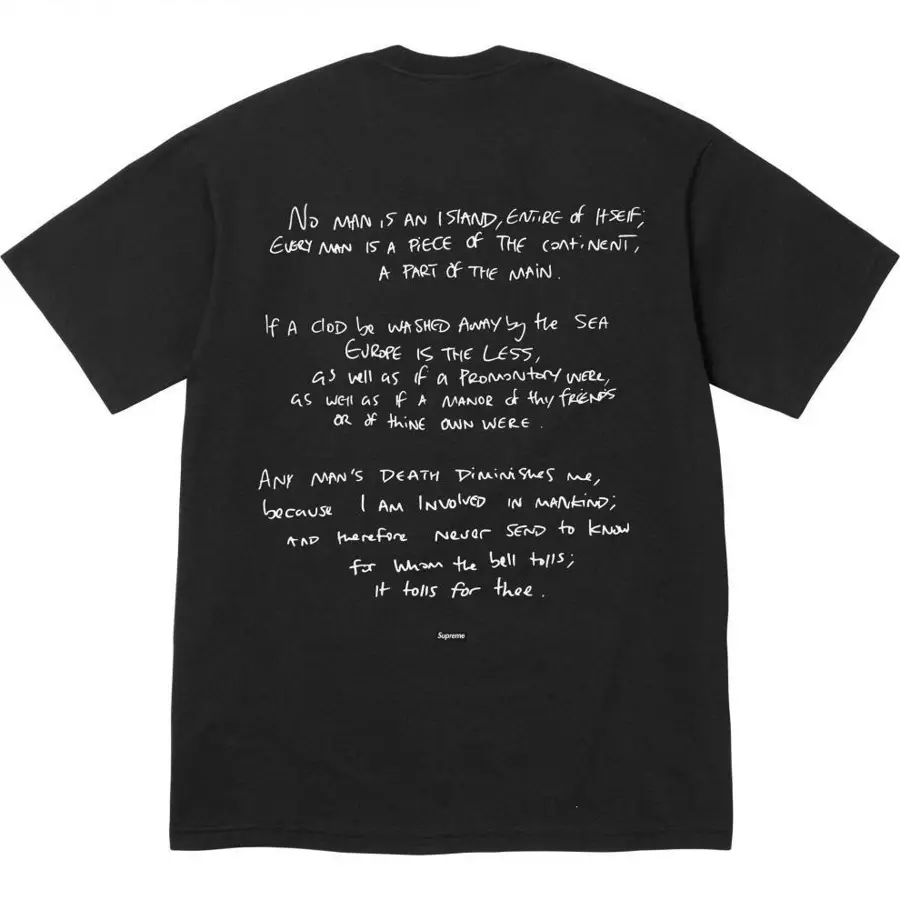 No MAN is AN ISLAND, ENTIRE of Itself;
EVERY MAN IS A PIECE OF THE CONTINENT,
A PART OF THE MAIN.
If A clod be WASHED AWAY by the SEA
EUROPE IS THE LESS,
as well as if a PROMONTORY WERE,
as well as if A MANOR of thy FRIENDS
OR of thine OWN WERE.
ANY MAN'S DEATH Diminishes me,
because I AM INVOLVED IN MANKIND;
AND therefore never SEND to KNOW
for whom the bell tolls;
It tolls for thee.
Supreme